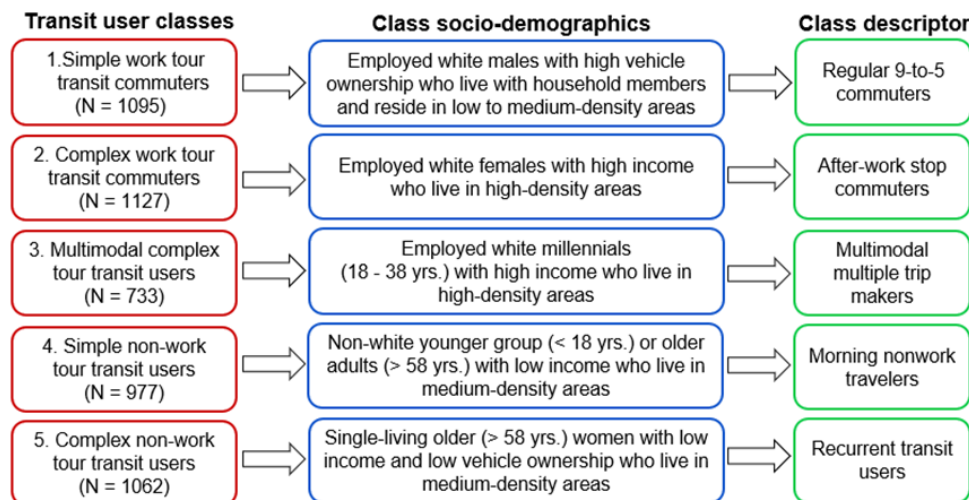 Transit user classes
Class socio-demographics
Class descriptor
1.Simple work tour
transit commuters
(N = 1095)
Employed white males with high vehicle
ownership who live with household members
and reside in low to medium-density areas
Regular 9-to-5
commuters
2. Complex work tour
transit commuters
(N = 1127)
Employed white females with high income
who live in high-density areas
After-work stop
commuters
3. Multimodal complex
tour transit users
(N = 733)
Employed white millennials
(18 - 38 yrs.) with high income who live in
high-density areas
Multimodal
multiple trip
makers
4. Simple non-work
tour transit users
(N = 977)
Non-white younger group (< 18 yrs.) or older
adults (> 58 yrs.) with low income who live in
medium-density areas
Morning nonwork
travelers
5. Complex non-work
tour transit users
(N = 1062)
Single-living older (> 58 yrs.) women with low
income and low vehicle ownership who live in
medium-density areas
Recurrent transit
users